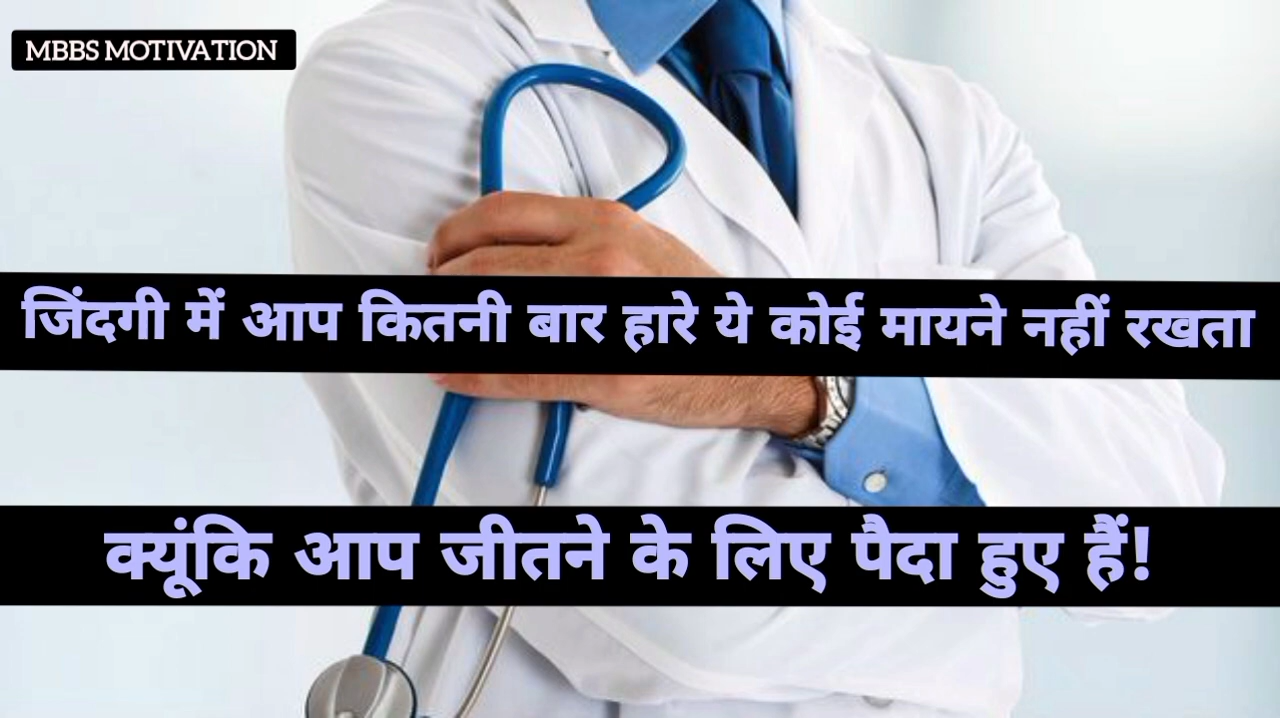 MBBS MOTIVATION
जिंदगी में आप कितनी बार हारे ये कोई मायने नहीं रखता
क्यूंकि आप जीतने के लिए पैदा हुए हैं!